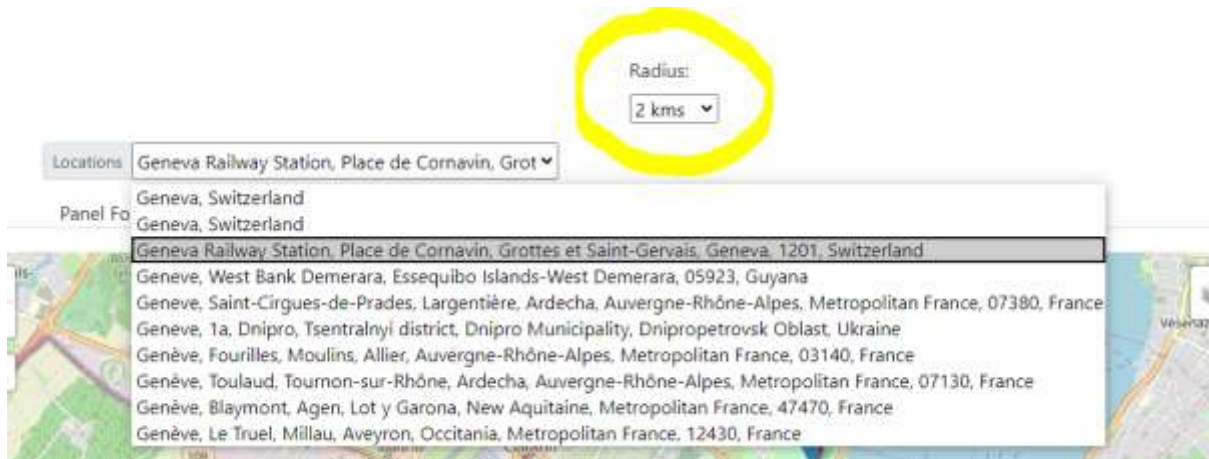 Radius:
2 kms
Locations
Geneva Railway Station, Place de Cornavin, Grot
Geneva, Switzerland
Panel Fo
Geneva, Switzerland
Geneva Railway Station, Place de Cornavin, Grottes et Saint-Gervais, Geneva, 1201, Switzerland
Geneve, West Bank Demerara, Essequibo Islands-West Demerara, 05923, Guyana
Geneve, Saint-Cirgues-de-Prades, Largentière, Ardecha, Auvergne-Rhône-Alpes, Metropolitan France, 07380, France
Geneve, 1a, Dnipro, Tsentralnyi district, Dnipro Municipality, Dnipropetrovsk Oblast, Ukraine
Genève, Fourilles, Moulins, Allier, Auvergne-Rhône-Alpes, Metropolitan France, 03140, France
Genève, Toulaud, Tournon-sur-Rhône, Ardecha, Auvergne-Rhône-Alpes, Metropolitan France, 07130, France
Genève, Blaymont, Agen, Lot y Garona, New Aquitaine, Metropolitan France, 47470, France
Genève, Le Truel, Millau, Aveyron, Occitania, Metropolitan France, 12430, France